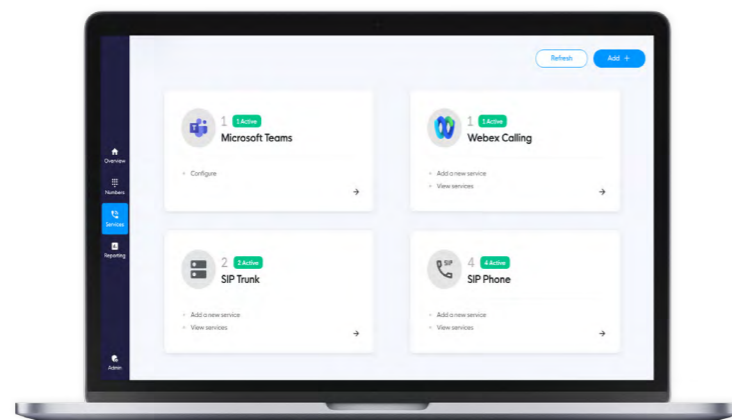 Refresh
Add +
1 1 Active
Microsoft Teams
Configure
1 1 Active
Webex Calling
Add a new service
View services
2 2 Active
SIP Trunk
Add a new service
View services
SIP
4 4 Active
SIP Phone
Add a new service
View services
Overview
Numbers
Services
Reporting
Admin